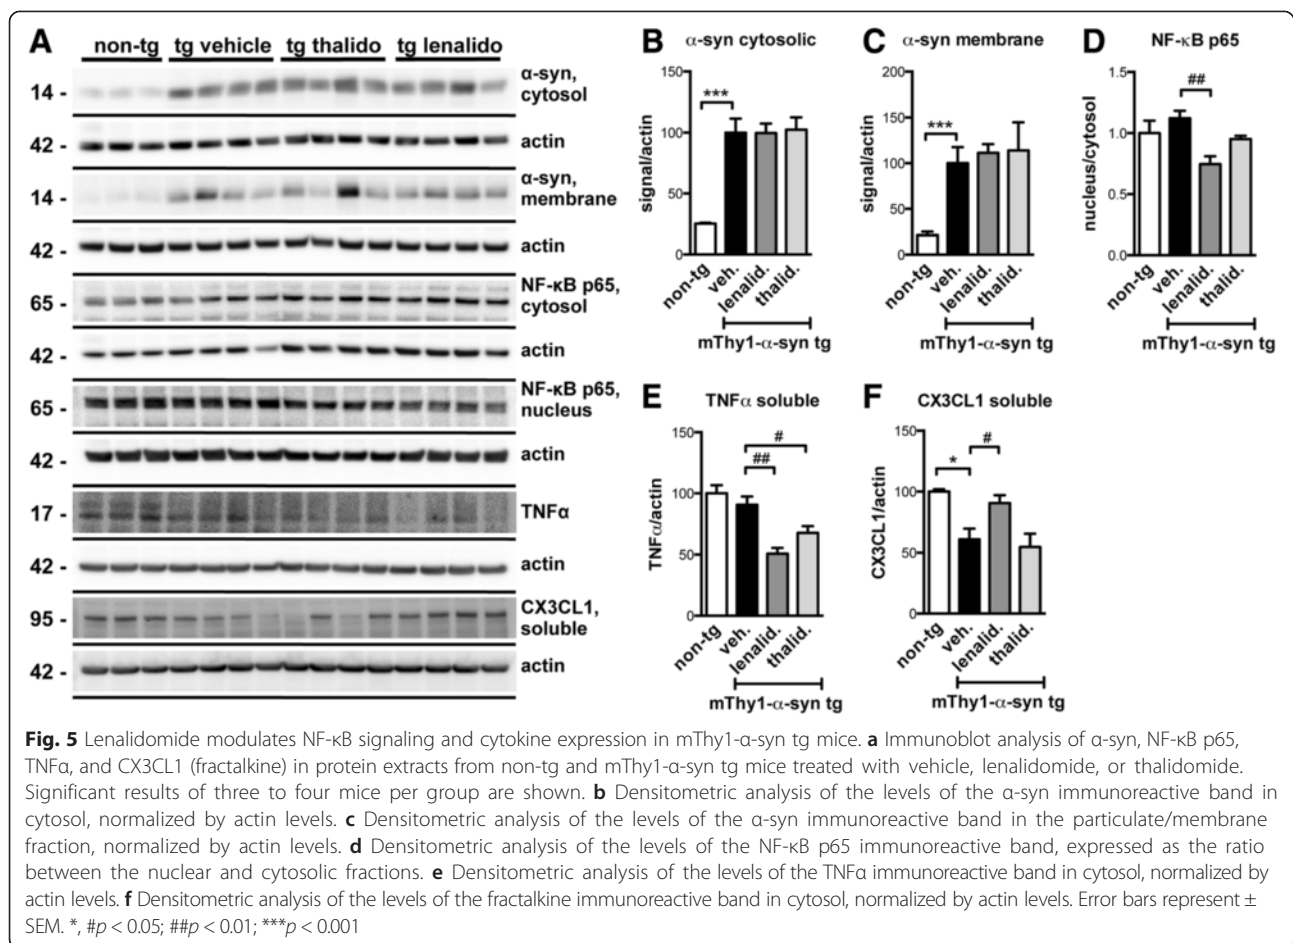 A
non-tg tg vehicle tg thalido tg lenalido
14 -
α-syn,
cytosol
42 -
actin
14 -
α-syn,
membrane
42 -
actin
65 -
NF-κB p65,
cytosol
42 -
actin
65 -
NF-κB p65,
nucleus
42 -
actin
17 -
TNFα
42 -
actin
95 -
CX3CL1,
soluble
42 -
actin
B α-syn cytosolic
signal/actin
150
100
50
0
***
non-tg
veh.
lenalid.
thalid.
mThy1-α-syn tg
C α-syn membrane
signal/actin
200
150
100
50
0
***
non-tg
veh.
lenalid.
thalid.
mThy1-α-syn tg
D NF-κB p65
nucleus/cytosol
1.5
1.0
0.5
0.0
##
non-tg
veh.
lenalid.
thalid.
mThy1-α-syn tg
E TNFα soluble
TNFα/actin
150
100
50
0
#
##
non-tg
veh.
lenalid.
thalid.
mThy1-α-syn tg
F CX3CL1 soluble
CX3CL1/actin
150
100
50
0
*
#
non-tg
veh.
lenalid.
thalid.
mThy1-α-syn tg
Fig. 5 Lenalidomide modulates NF-κB signaling and cytokine expression in mThy1-α-syn tg mice. a Immunoblot analysis of α-syn, NF-κB p65,
TNFα, and CX3CL1 (fractalkine) in protein extracts from non-tg and mThy1-α-syn tg mice treated with vehicle, lenalidomide, or thalidomide.
Significant results of three to four mice per group are shown. b Densitometric analysis of the levels of the α-syn immunoreactive band in
cytosol, normalized by actin levels. c Densitometric analysis of the levels of the α-syn immunoreactive band in the particulate/membrane
fraction, normalized by actin levels. d Densitometric analysis of the levels of the NF-κB p65 immunoreactive band, expressed as the ratio
between the nuclear and cytosolic fractions. e Densitometric analysis of the levels of the TNFα immunoreactive band in cytosol, normalized by
actin levels. f Densitometric analysis of the levels of the fractalkine immunoreactive band in cytosol, normalized by actin levels. Error bars represent ±
SEM. *, #p < 0.05; ##p < 0.01; ***p < 0.001